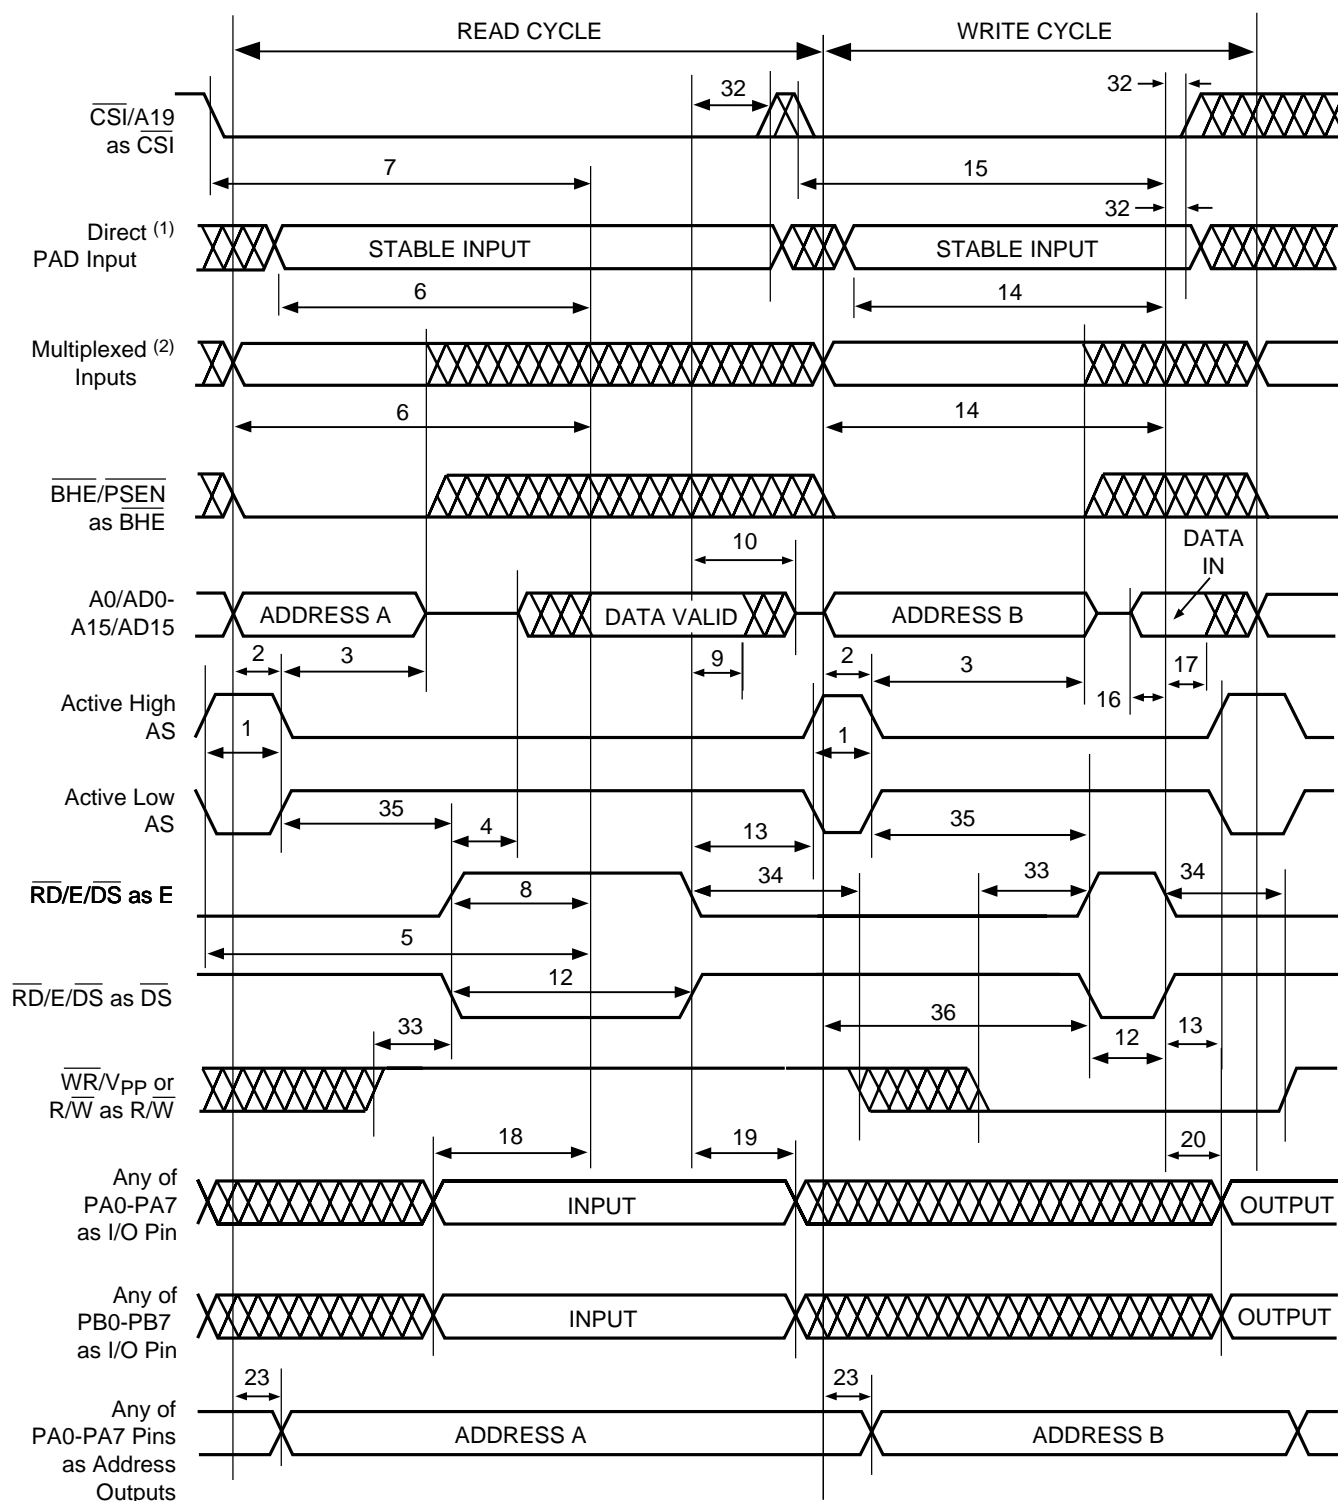 READ CYCLE
WRITE CYCLE
32
32
CSI/A19
as CSI
7
15
32
Direct (1)
PAD Input
STABLE INPUT
STABLE INPUT
6
14
Multiplexed (2)
Inputs
6
14
BHE/PSEN
as BHE
10
DATA
IN
A0/AD0-
A15/AD15
ADDRESS A
DATA VALID
ADDRESS B
2
3
9
2
3
17
16
Active High
AS
1
1
Active Low
AS
35
4
13
35
RD/E/DS as E
8
34
33
34
5
RD/E/DS as DS
12
36
33
12
13
WR/VPP or
R/W as R/W
18
19
20
Any of
PA0-PA7
as I/O Pin
INPUT
OUTPUT
Any of
PB0-PB7
as I/O Pin
INPUT
OUTPUT
23
23
Any of
PA0-PA7 Pins
as Address
Outputs
ADDRESS A
ADDRESS B